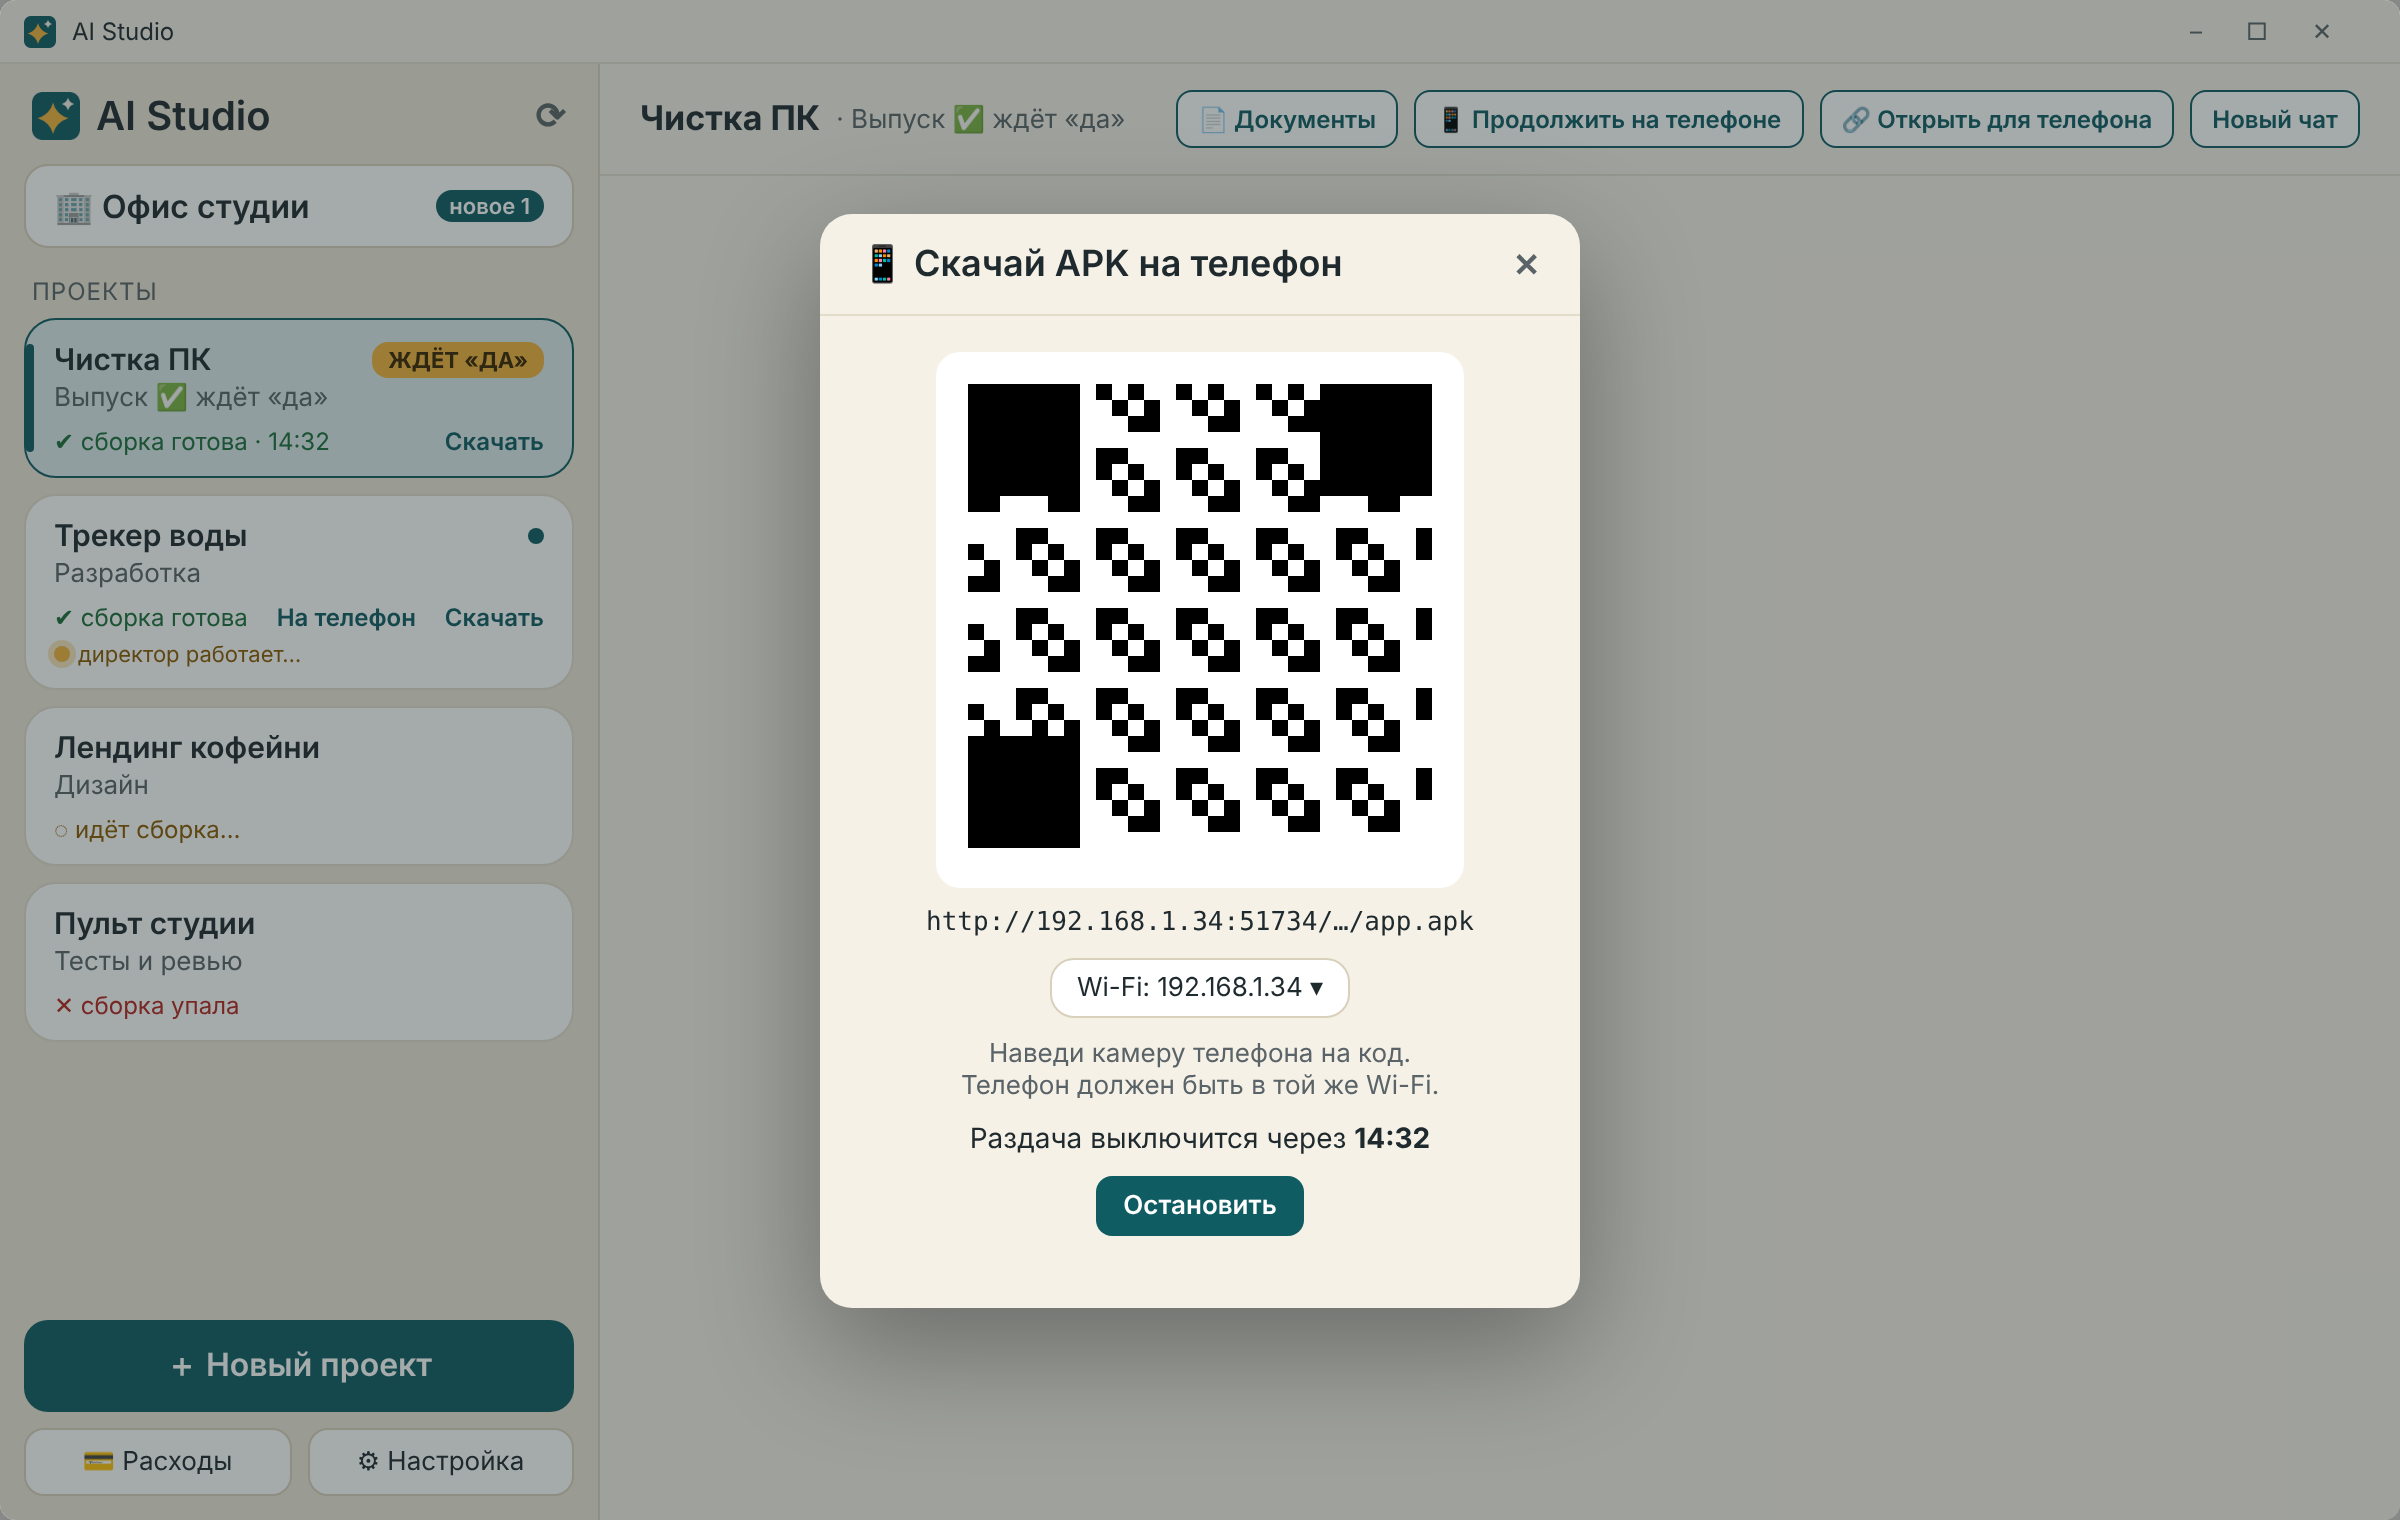 AI Studio
AI Studio
Офис студии
новое 1
ПРОЕКТЫ
Чистка ПК
ЖДЁТ «ДА»
Выпуск ✅ ждёт «да»
✔ сборка готова · 14:32
Скачать
Трекер воды
Разработка
✔ сборка готова
На телефон
Скачать
директор работает...
Лендинг кофейни
Дизайн
идёт сборка...
Пульт студии
Тесты и ревью
✕ сборка упала
+ Новый проект
Расходы
Настройка
Чистка ПК · Выпуск ✅ ждёт «да»
Документы
Продолжить на телефоне
Открыть для телефона
Новый чат
Скачай APK на телефон
http://192.168.1.34:51734/…/app.apk
Wi-Fi: 192.168.1.34 ▾
Наведи камеру телефона на код.
Телефон должен быть в той же Wi-Fi.
Раздача выключится через 14:32
Остановить